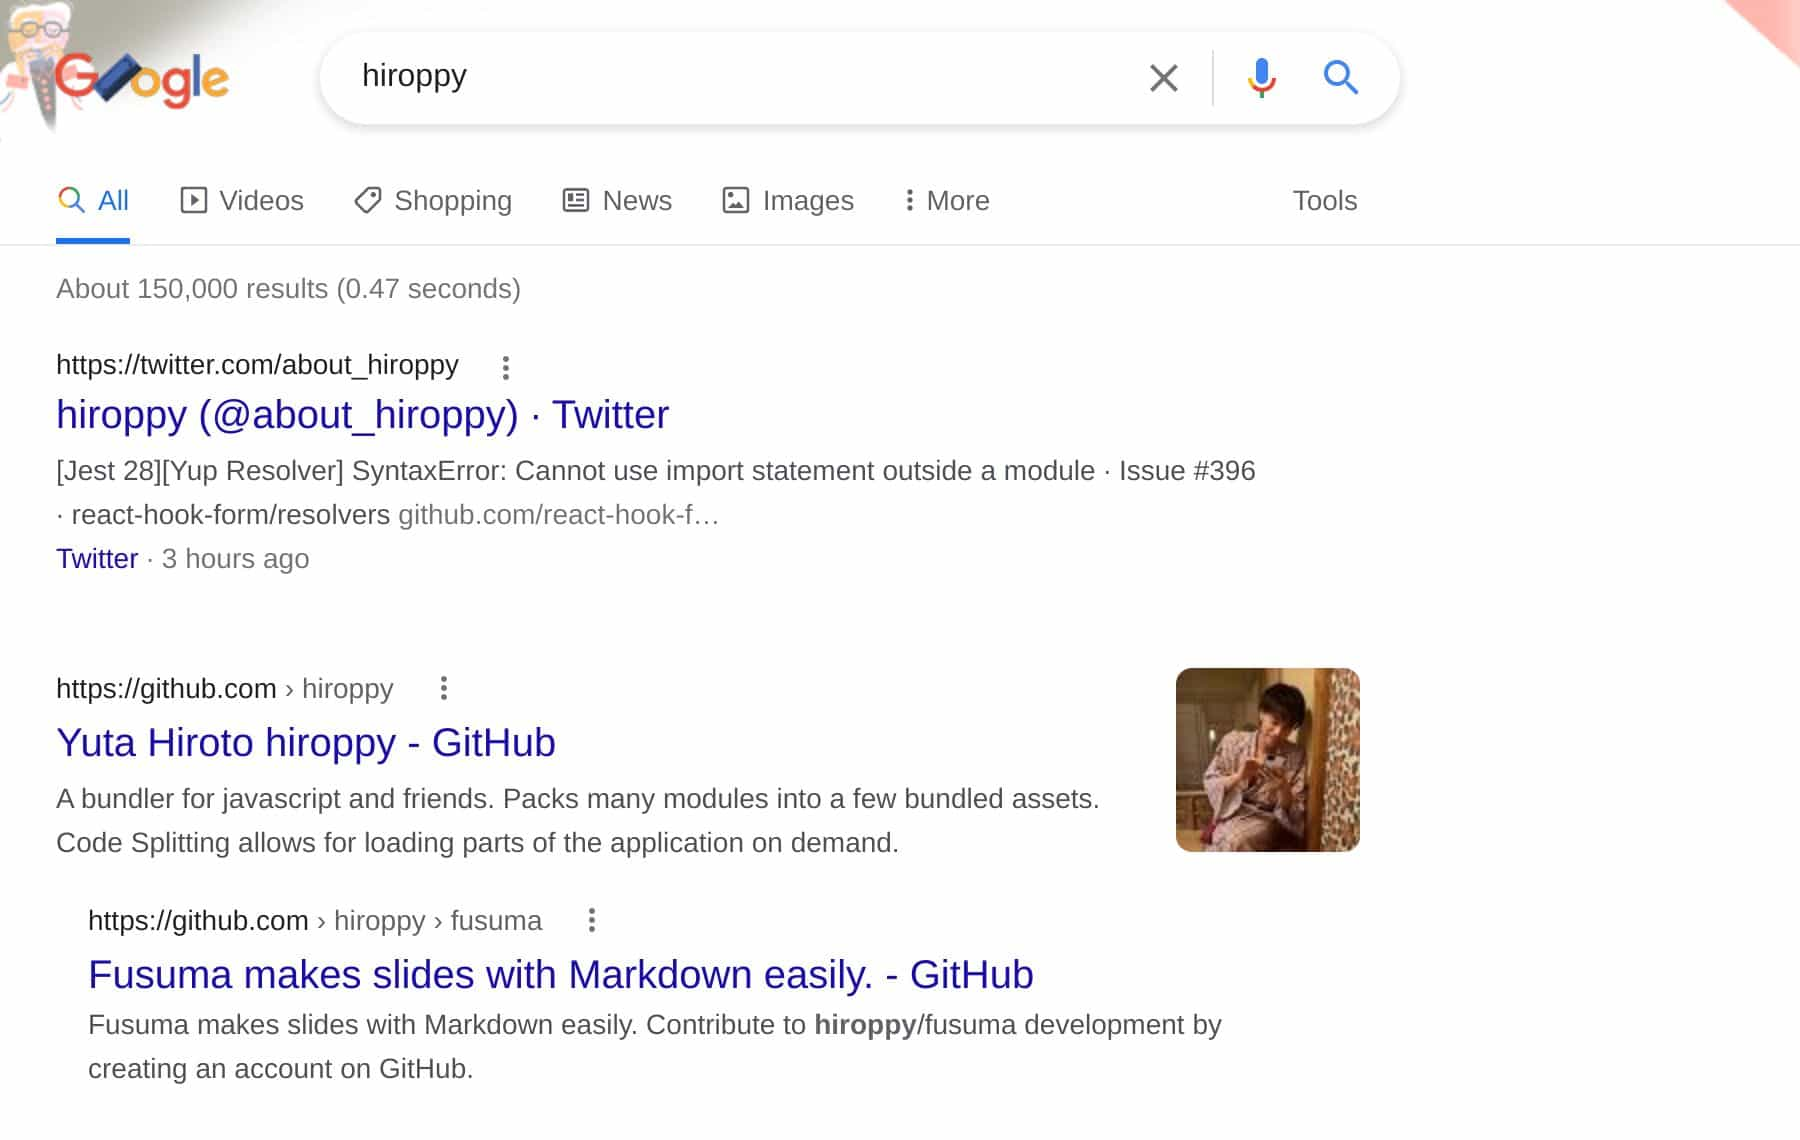 Google
hiroppy
All Videos Shopping News Images More Tools
About 150,000 results (0.47 seconds)
https://twitter.com/about_hiroppy
hiroppy (@about_hiroppy) · Twitter
[Jest 28][Yup Resolver] SyntaxError: Cannot use import statement outside a module · Issue #396
· react-hook-form/resolvers github.com/react-hook-f…
Twitter · 3 hours ago
https://github.com › hiroppy
Yuta Hiroto hiroppy - GitHub
A bundler for javascript and friends. Packs many modules into a few bundled assets.
Code Splitting allows for loading parts of the application on demand.
https://github.com › hiroppy › fusuma
Fusuma makes slides with Markdown easily. - GitHub
Fusuma makes slides with Markdown easily. Contribute to hiroppy/fusuma development by
creating an account on GitHub.